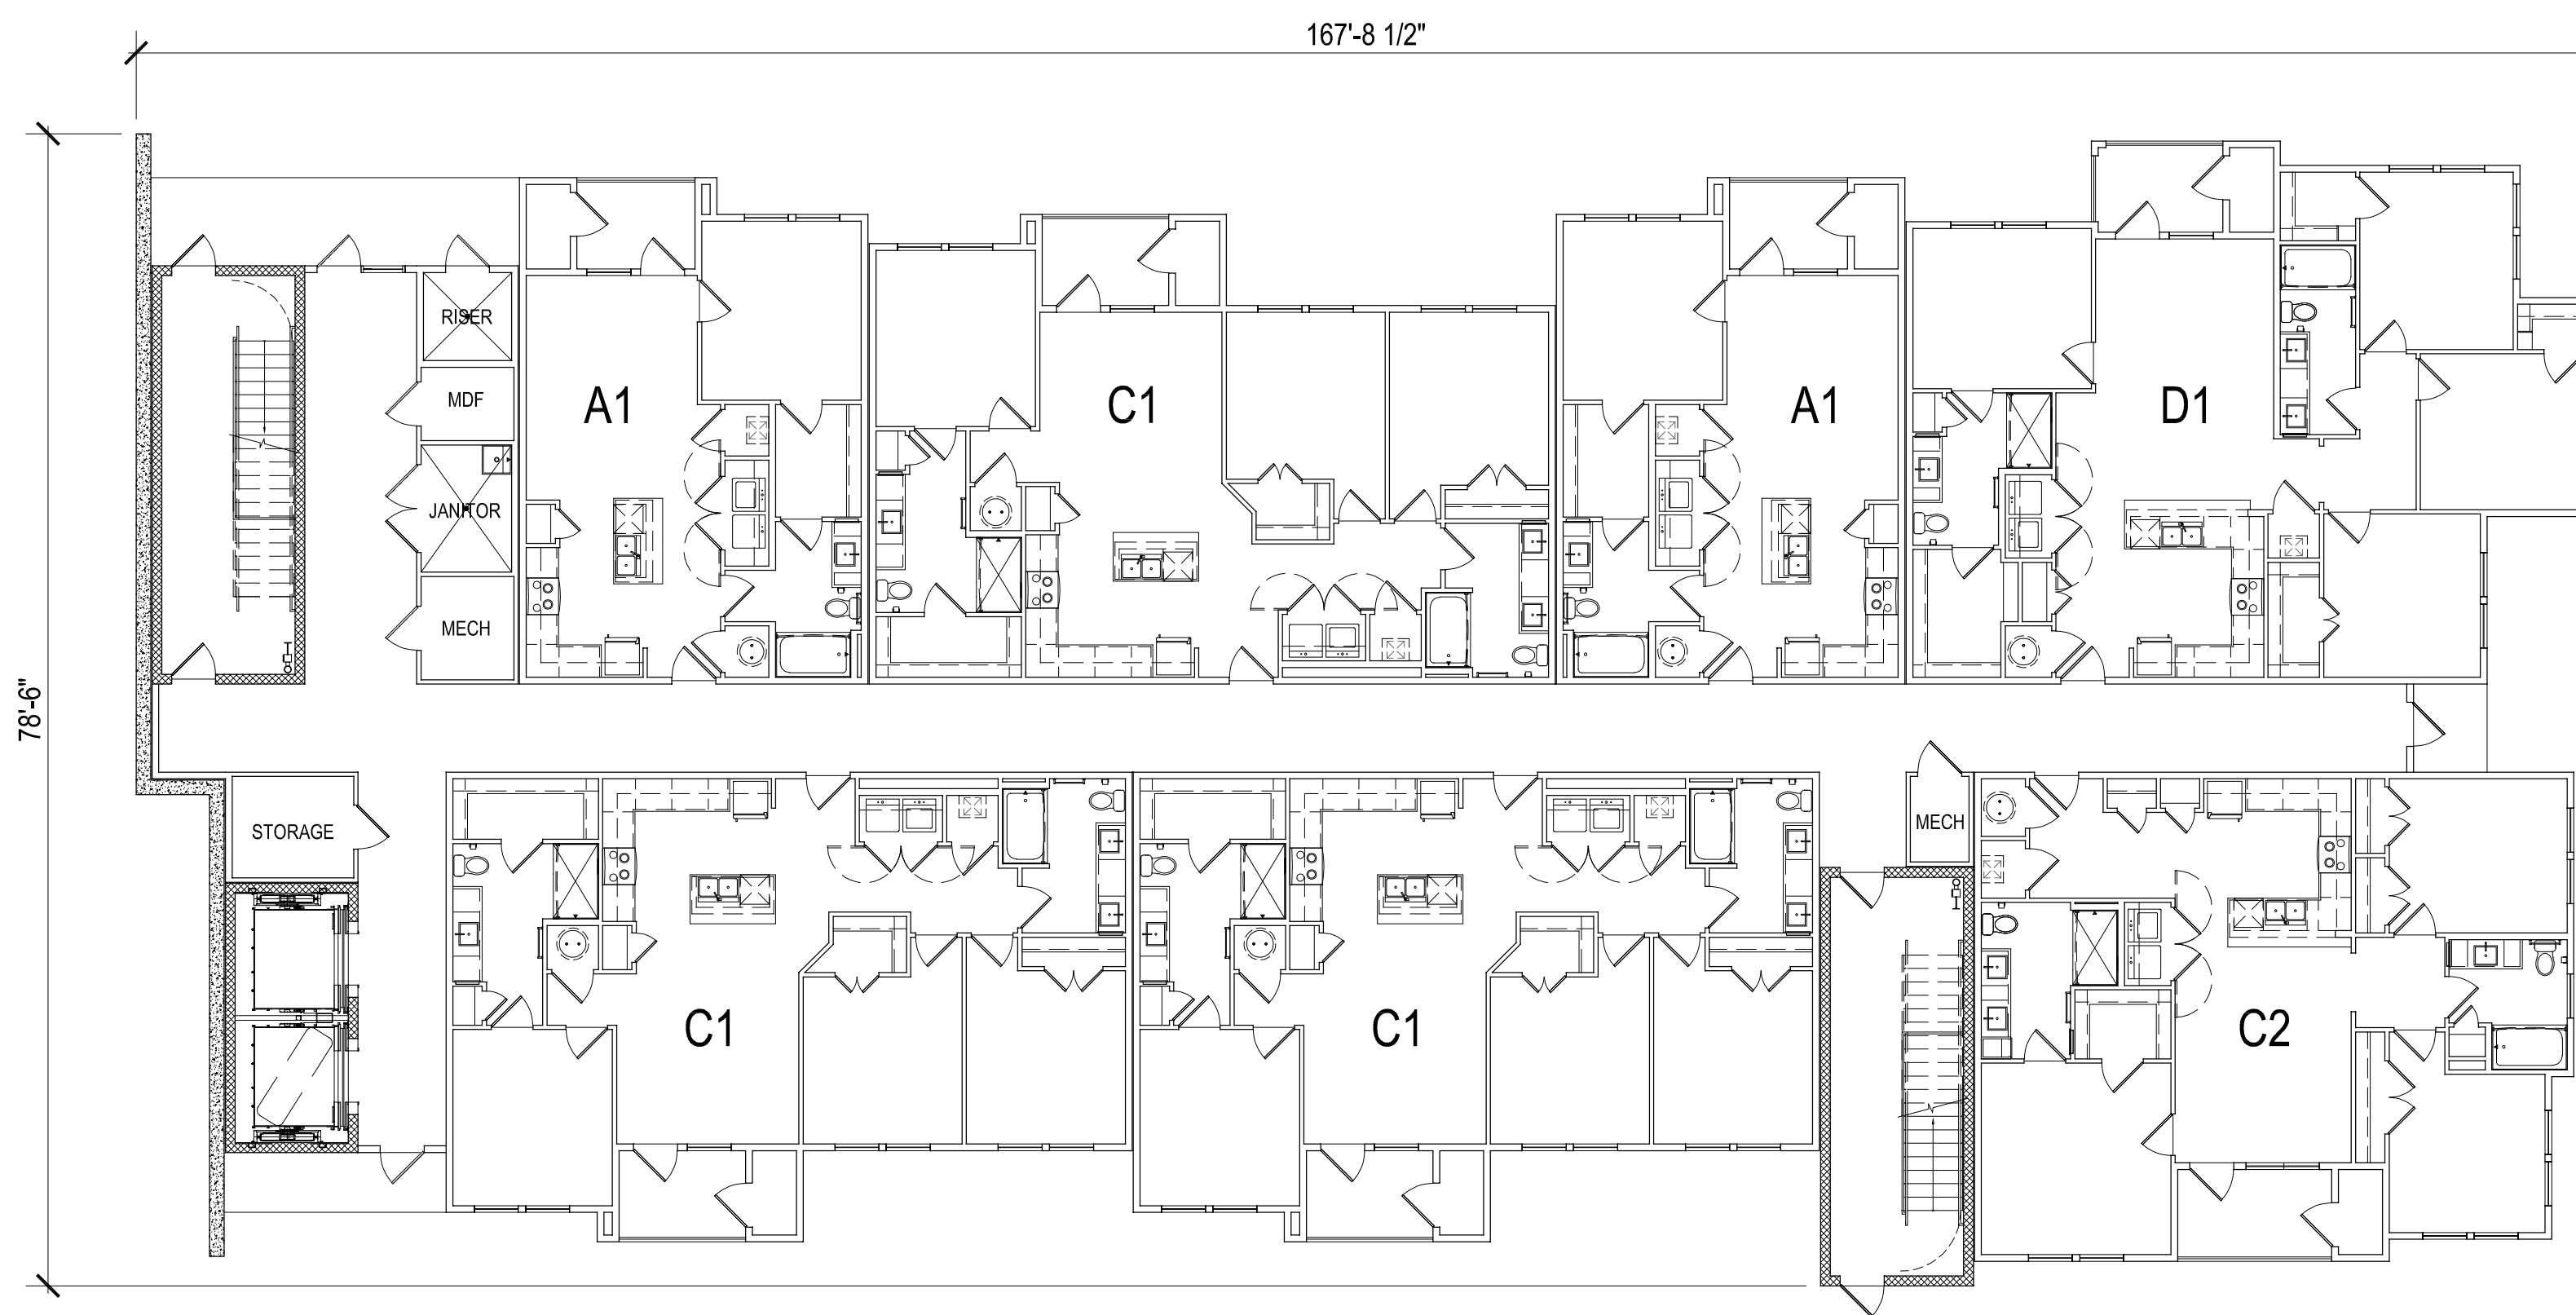 167'-8 1/2"
78'-6"
RISER
MDF
JANITOR
MECH
A1
C1
A1
D1
STORAGE
MECH
C1
C1
C2